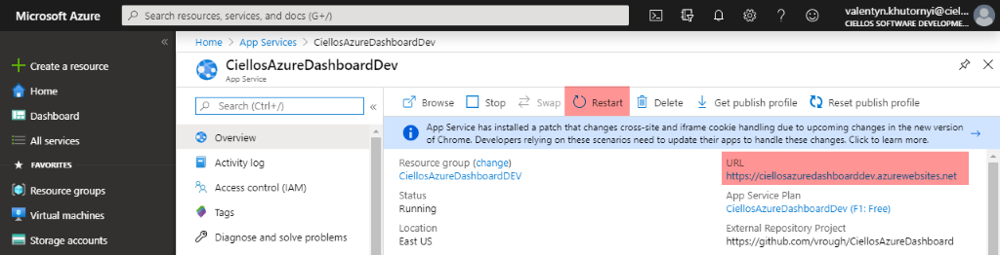 Microsoft Azure
Search resources, services, and docs (G+/)
valentyn.khutornyi@ciel...
CIELLOS SOFTWARE DEVELOPME...
Create a resource
Home
Dashboard
All services
FAVORITES
Resource groups
Virtual machines
Storage accounts
Home > App Services > CiellosAzureDashboardDev
CiellosAzureDashboardDev
App Service
Search (Ctrl+/)
Overview
Activity log
Access control (IAM)
Tags
Diagnose and solve problems
Browse Stop Swap Restart Delete Get publish profile Reset publish profile
App Service has installed a patch that changes cross-site and iframe cookie handling due to upcoming changes in the new version
of Chrome. Developers relying on these scenarios need to update their apps to handle these changes. Click to learn more.
Resource group (change)
CiellosAzureDashboardDEV
Status
Running
Location
East US
URL
https://ciellosazuredashboarddev.azurewebsites.net
App Service Plan
CiellosAzureDashboardDev (F1: Free)
External Repository Project
https://github.com/vrough/CiellosAzureDashboard